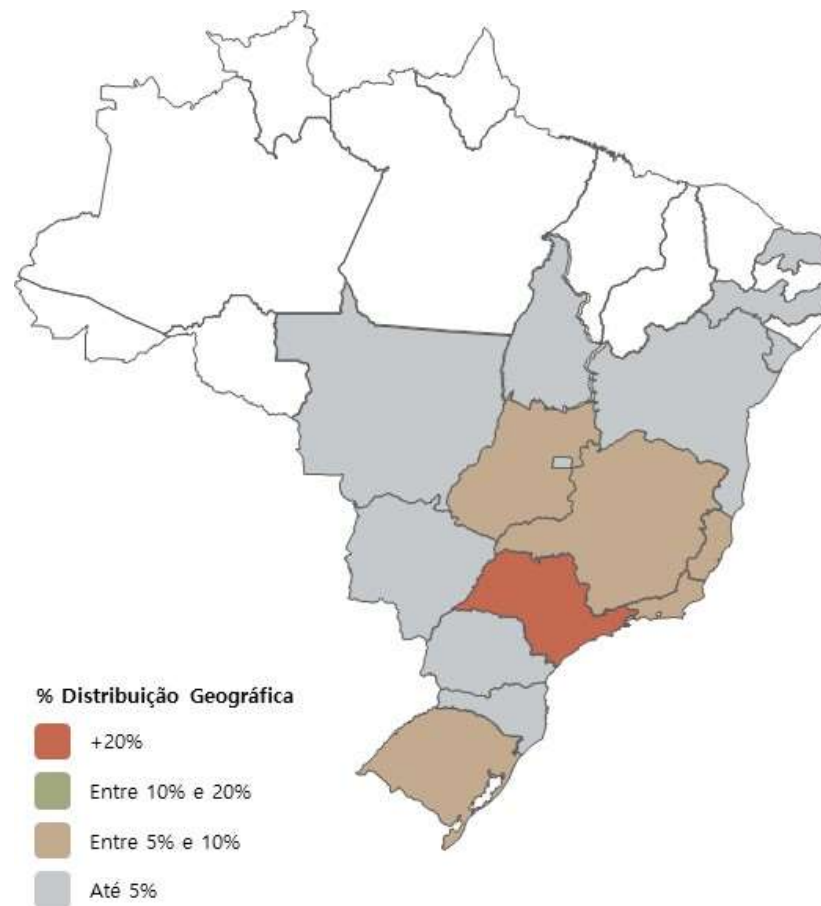 % Distribuição Geográfica
+20%
Entre 10% e 20%
Entre 5% e 10%
Até 5%